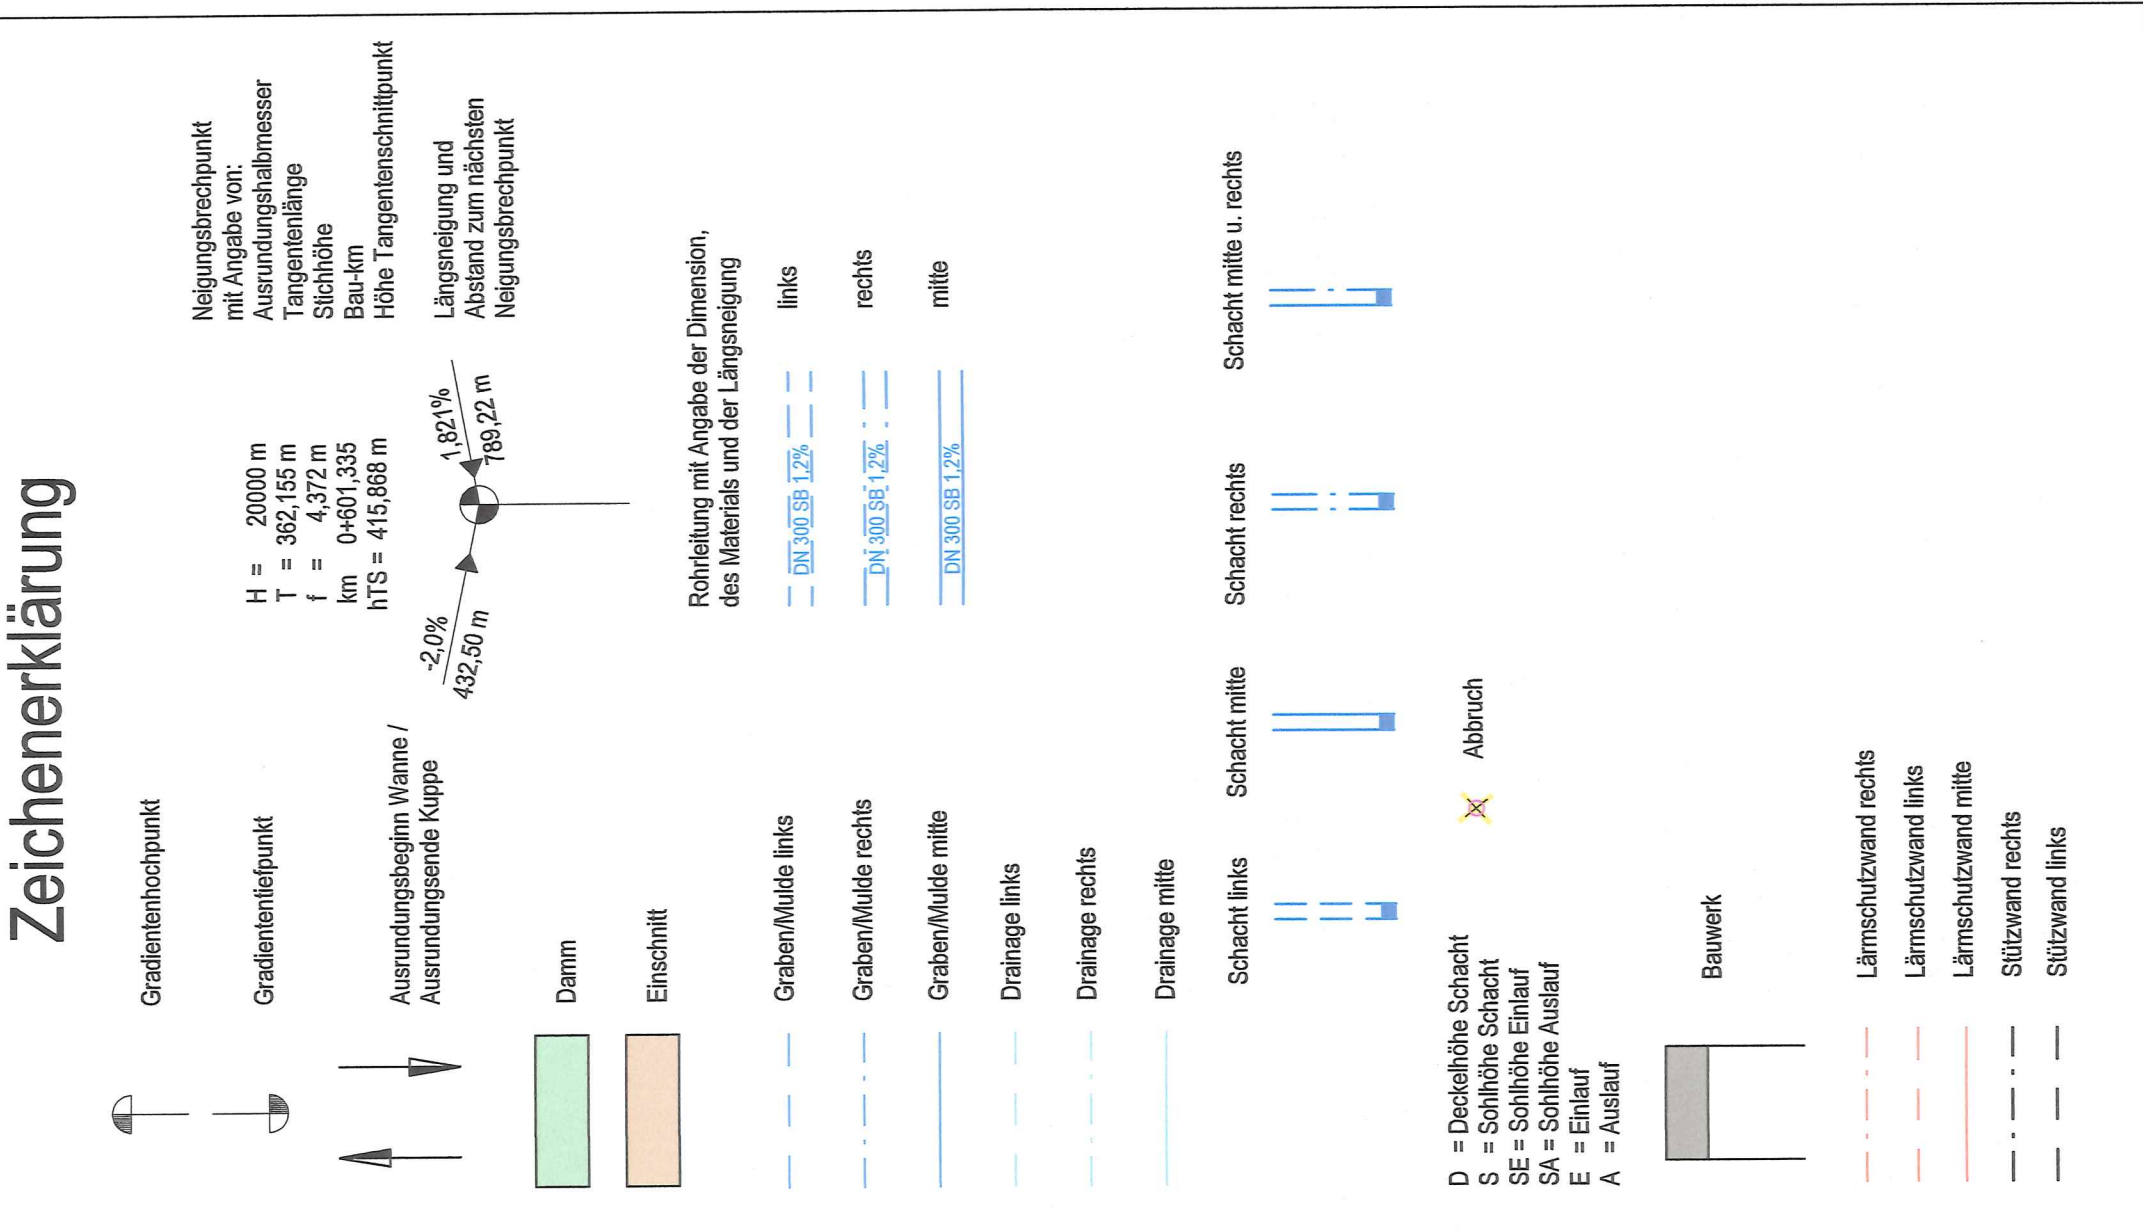 Zeichenerklärung
Gradientenhochpunkt
Gradiententiefpunkt
Ausrundungsbeginn Wanne /
Ausrundungsende Kuppe
Damm
Einschnitt
H = 20000 m
T = 362,155 m
f = 4,372 m
km 0+601,335
hTS = 415,868 m
Neigungsbrechpunkt
mit Angabe von:
Ausrundungshalbmesser
Tangentenlänge
Stichhöhe
Bau-km
Höhe Tangentenschnittpunkt
-2,0%
432,50 m
1,821%
789,22 m
Längsneigung und
Abstand zum nächsten
Neigungsbrechpunkt
Graben/Mulde links
Graben/Mulde rechts
Graben/Mulde mitte
Drainage links
Drainage rechts
Drainage mitte
Rohrleitung mit Angabe der Dimension,
des Materials und der Längsneigung
DN 300 SB 1,2% links
DN 300 SB 1,2% rechts
DN 300 SB 1,2% mitte
Schacht links Schacht mitte Schacht rechts Schacht mitte u. rechts
D = Deckelhöhe Schacht
S = Sohlhöhe Schacht
SE = Sohlhöhe Einlauf
SA = Sohlhöhe Auslauf
E = Einlauf
A = Auslauf
Abbruch
Bauwerk
Lärmschutzwand rechts
Lärmschutzwand links
Lärmschutzwand mitte
Stützwand rechts
Stützwand links